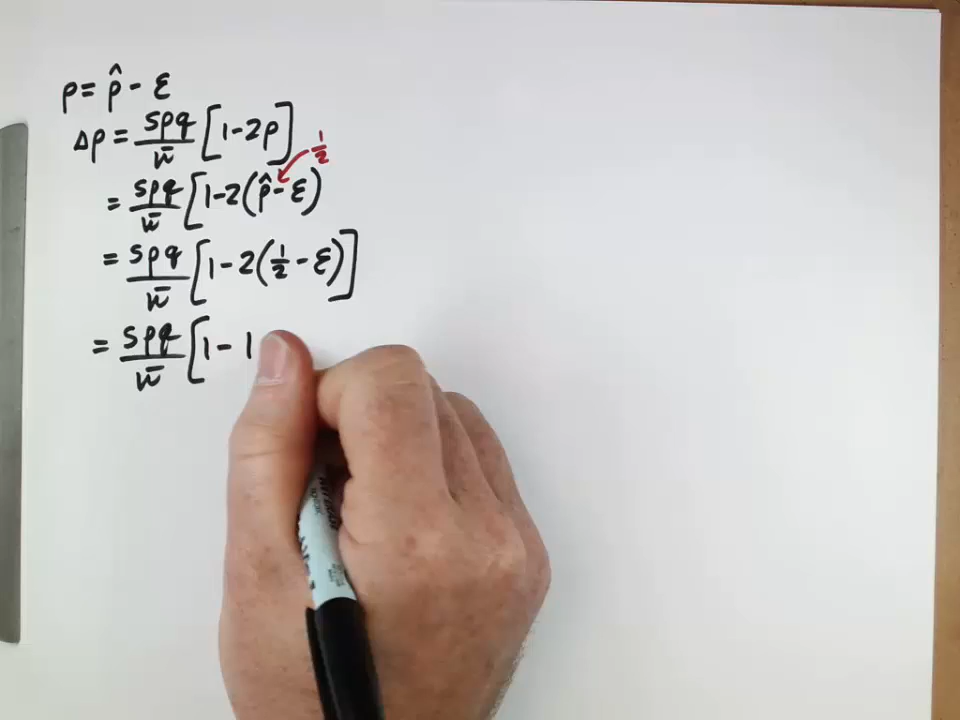 p = p̂ - ε
Δp = spq/w̄ [1-2p]
1/2
= spq/w̄ [1-2(p̂-ε)
= spq/w̄ [1-2(1/2-ε)]
= spq/w̄ [1-1